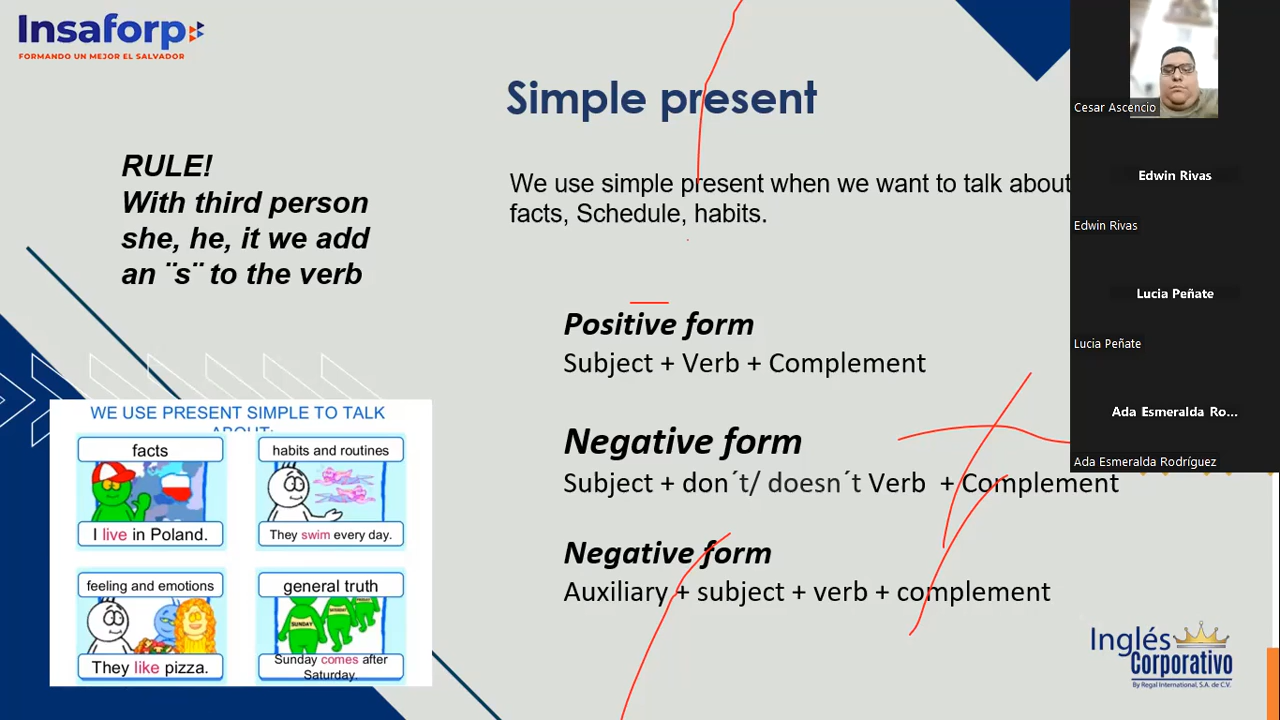 Insaforp
FORMANDO UN MEJOR EL SALVADOR
Simple present
RULE!
With third person
she, he, it we add
an ¨s¨ to the verb
We use simple present when we want to talk about
facts, Schedule, habits.
Positive form
Subject + Verb + Complement
Negative form
Subject + don´t/ doesn´t Verb + Complement
Negative form
Auxiliary + subject + verb + complement
WE USE PRESENT SIMPLE TO TALK
ABOUT:
facts
I live in Poland.
habits and routines
They swim every day.
feeling and emotions
They like pizza.
general truth
SUNDAY
Sunday comes after
Saturday.
Cesar Ascencio
Edwin Rivas
Edwin Rivas
Lucia Peñate
Lucia Peñate
Ada Esmeralda Ro...
Ada Esmeralda Rodríguez
Inglés
Corporativo
By Regal International, S.A. de C.V.